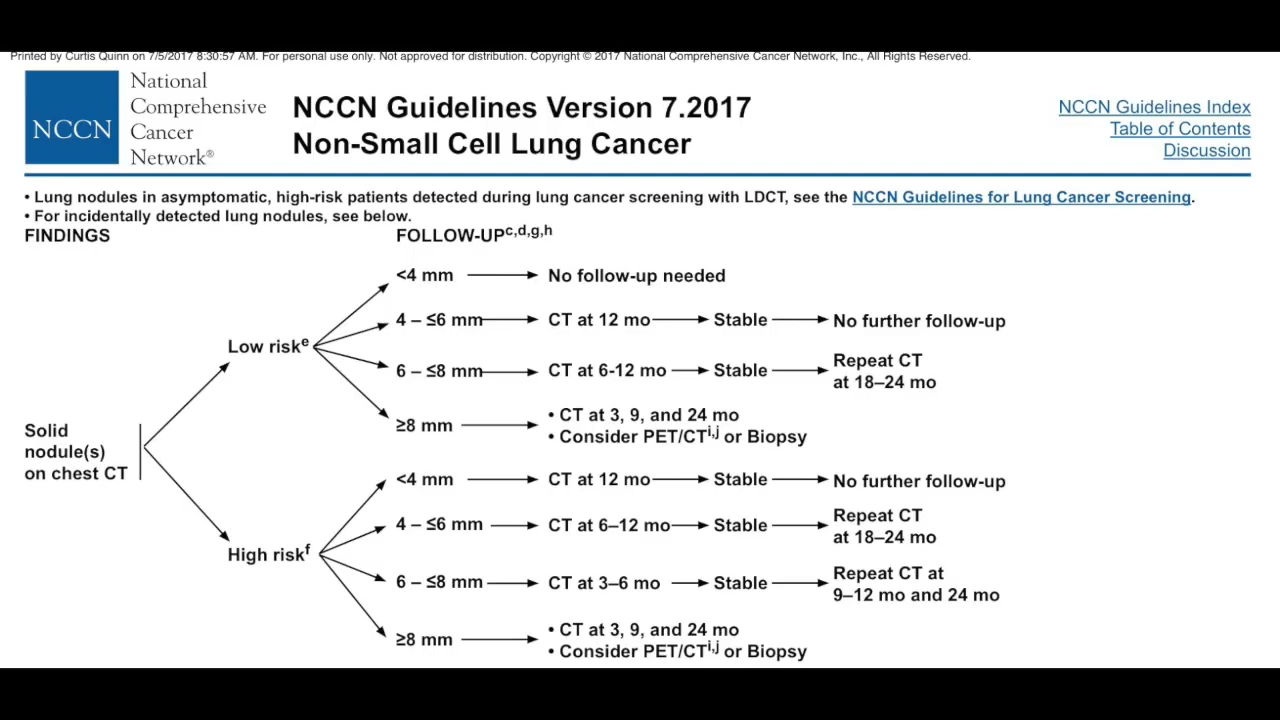 Printed by Curtis Quinn on 7/5/2017 8:30:57 AM. For personal use only. Not approved for distribution. Copyright © 2017 National Comprehensive Cancer Network, Inc., All Rights Reserved.
NCCN
National
Comprehensive
Cancer
Network®
NCCN Guidelines Version 7.2017
Non-Small Cell Lung Cancer
NCCN Guidelines Index
Table of Contents
Discussion
• Lung nodules in asymptomatic, high-risk patients detected during lung cancer screening with LDCT, see the NCCN Guidelines for Lung Cancer Screening.
• For incidentally detected lung nodules, see below.
FINDINGS
FOLLOW-UPc,d,g,h
Solid
nodule(s)
on chest CT
Low riske
<4 mm
No follow-up needed
4 – ≤6 mm
CT at 12 mo
Stable
No further follow-up
6 – ≤8 mm
CT at 6-12 mo
Stable
Repeat CT
at 18–24 mo
≥8 mm
• CT at 3, 9, and 24 mo
• Consider PET/CTi,j or Biopsy
High riskf
<4 mm
CT at 12 mo
Stable
No further follow-up
4 – ≤6 mm
CT at 6–12 mo
Stable
Repeat CT
at 18–24 mo
6 – ≤8 mm
CT at 3–6 mo
Stable
Repeat CT at
9–12 mo and 24 mo
≥8 mm
• CT at 3, 9, and 24 mo
• Consider PET/CTi,j or Biopsy